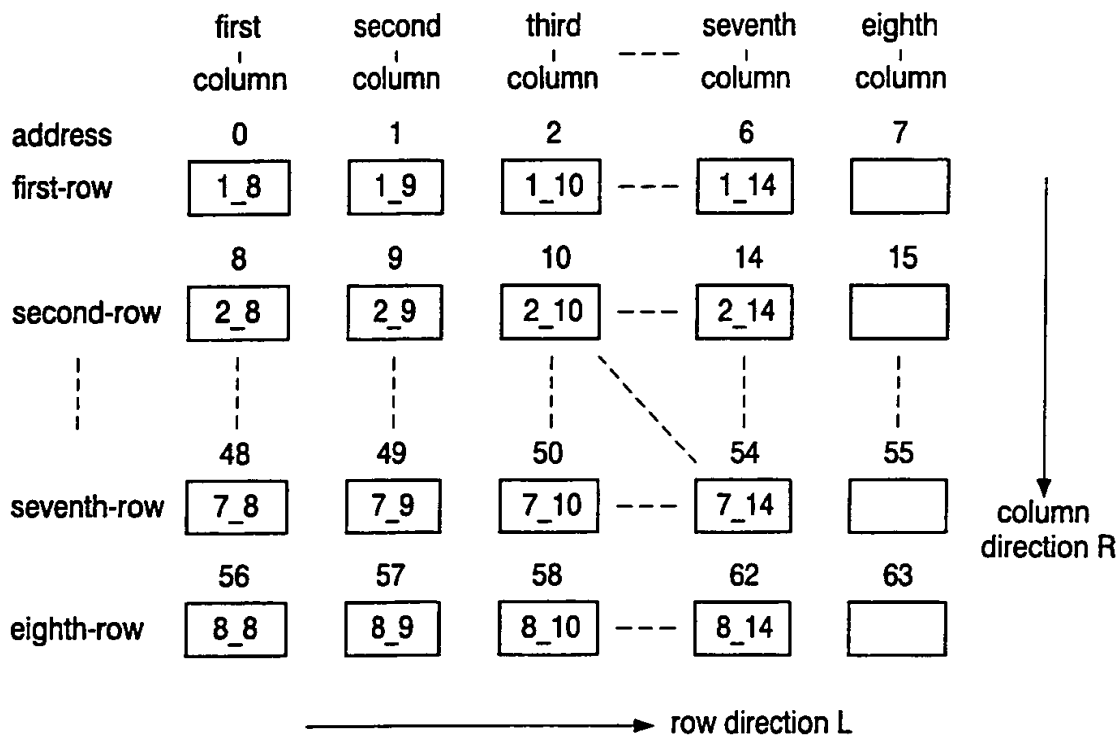 first second third seventh eighth
column column column column column
address 0 1 2 6 7
first-row 1_8 1_9 1_10 1_14
8 9 10 14 15
second-row 2_8 2_9 2_10 2_14
48 49 50 54 55
seventh-row 7_8 7_9 7_10 7_14
column
direction R
56 57 58 62 63
eighth-row 8_8 8_9 8_10 8_14
row direction L